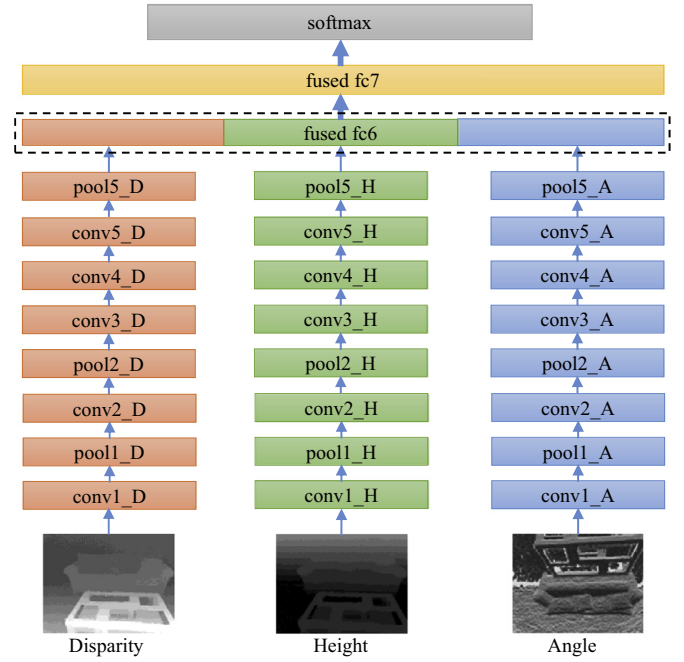 softmax
fused fc7
fused fc6
pool5_D pool5_H pool5_A
conv5_D conv5_H conv5_A
conv4_D conv4_H conv4_A
conv3_D conv3_H conv3_A
pool2_D pool2_H pool2_A
conv2_D conv2_H conv2_A
pool1_D pool1_H pool1_A
conv1_D conv1_H conv1_A
Disparity Height Angle